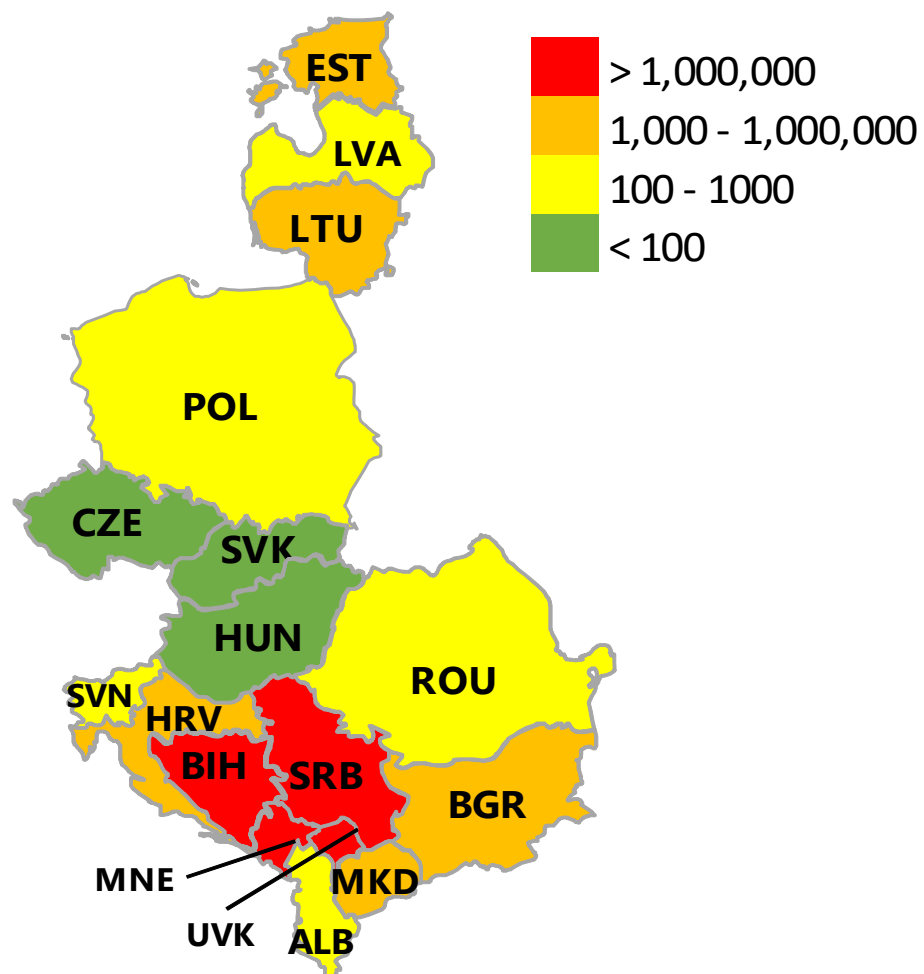 EST
> 1,000,000
1,000 - 1,000,000
LVA
100 - 1000
LTU
< 100
POL
CZE
SVK
HUN
ROU
SVN
HRV
BIH
SRB
BGR
MNE
MKD
UVK
ALB